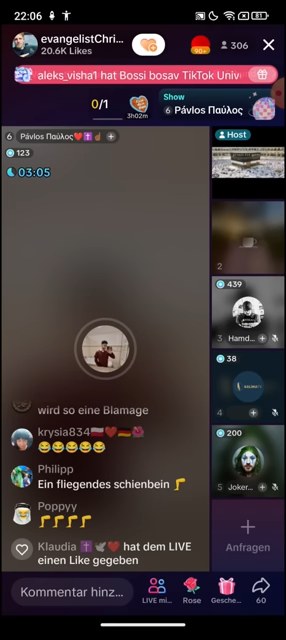 22:06
81
evangelistChri...
20.6K Likes
90+
306
aleks_visha1 hat Bossi bosav TikTok Univ
0/1
3h02m
Show
6 Pávlos Παύλος
6 Pávlos Παύλος❤️✝️☝🏽 +
123
03:05
Host
2
439
3 Hamd...
38
4
200
5 Joker...
wird so eine Blamage
krysia834🇵🇱❤️🇩🇪🌺
😂😂😂😂😂
Philipp
Ein fliegendes schienbein 🦵
Poppyy
🦵🦵🦵🦵
Klaudia ✝️🕊️❤️ hat dem LIVE
einen Like gegeben
Anfragen
Kommentar hinz...
LIVE mi...
Rose
Gesche...
60